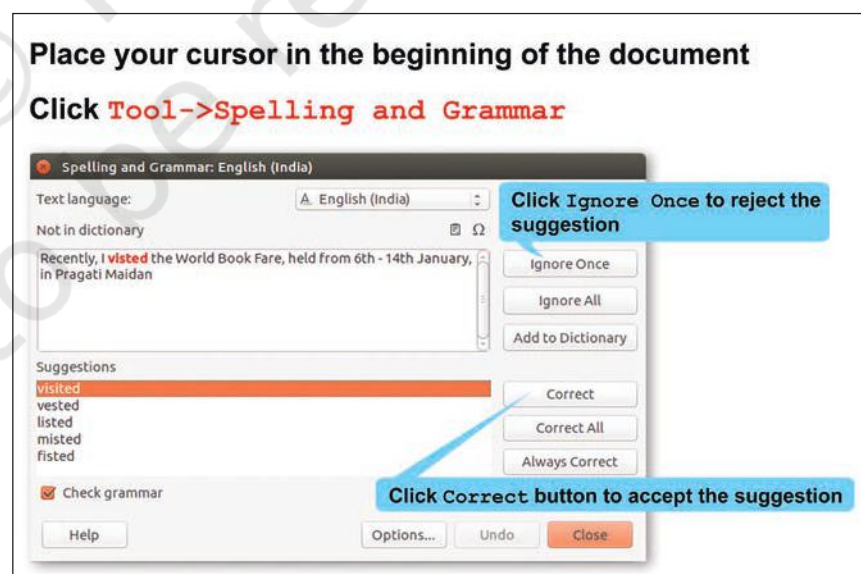 Place your cursor in the beginning of the document
Click Tool->Spelling and Grammar
Spelling and Grammar: English (India)
Text language:
A English (India)
Click Ignore Once to reject the
suggestion
Not in dictionary
Ω
Recently, I visted the World Book Fare, held from 6th - 14th January,
in Pragati Maidan
Ignore Once
Ignore All
Add to Dictionary
Suggestions
visited
vested
listed
misted
fisted
Correct
Correct All
Always Correct
Check grammar
Click Correct button to accept the suggestion
Help
Options...
Undo
Close
©
to be re